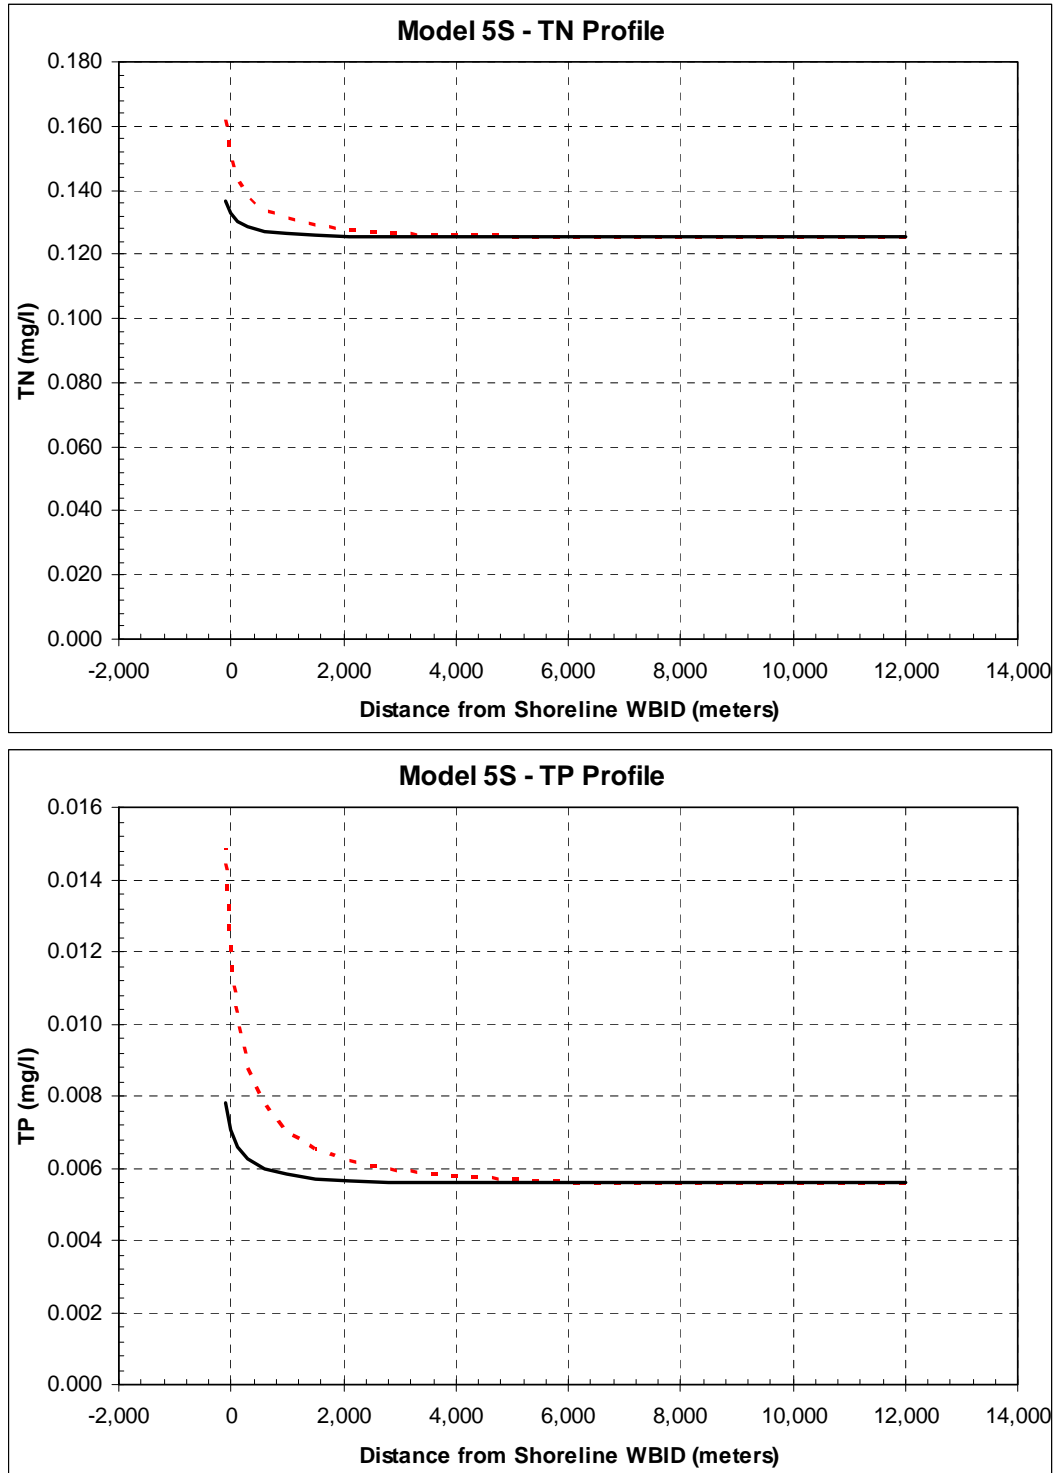 Model 5S - TN Profile
0.180
0.160
0.140
0.120
0.100
0.080
0.060
0.040
0.020
0.000
TN (mg/l)
-2,000 0 2,000 4,000 6,000 8,000 10,000 12,000 14,000
Distance from Shoreline WBID (meters)
Model 5S - TP Profile
0.016
0.014
0.012
0.010
0.008
0.006
0.004
0.002
0.000
TP (mg/l)
-2,000 0 2,000 4,000 6,000 8,000 10,000 12,000 14,000
Distance from Shoreline WBID (meters)